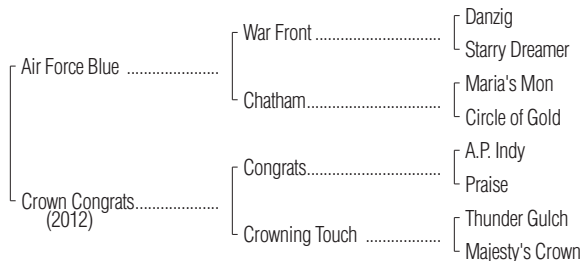 Danzig
War Front ..............................
Starry Dreamer
Air Force Blue ......................
Maria's Mon
Chatham................................
Circle of Gold
A.P. Indy
Congrats................................
Praise
Crown Congrats....................
(2012)
Thunder Gulch
Crowning Touch ..................
Majesty's Crown